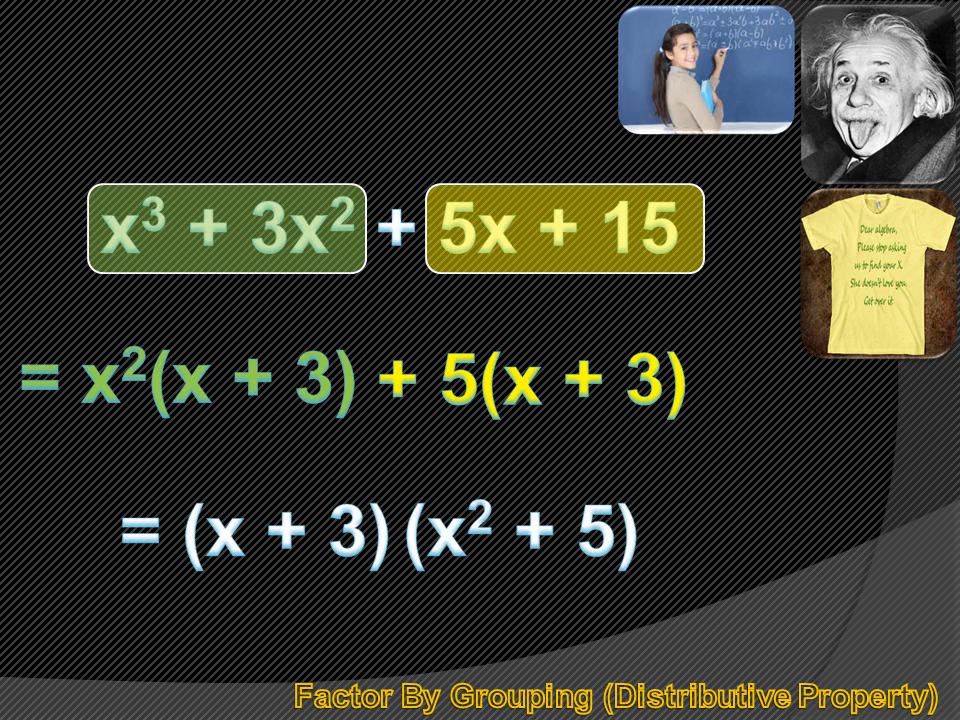 a - b = (a+b)(a-b)
x³ + 3x² + 5x + 15
= x²(x + 3) + 5(x + 3)
= (x + 3) (x² + 5)
Dear algebra,
Please stop asking
us to find your X.
She doesn't love you.
Get over it
Factor By Grouping (Distributive Property)